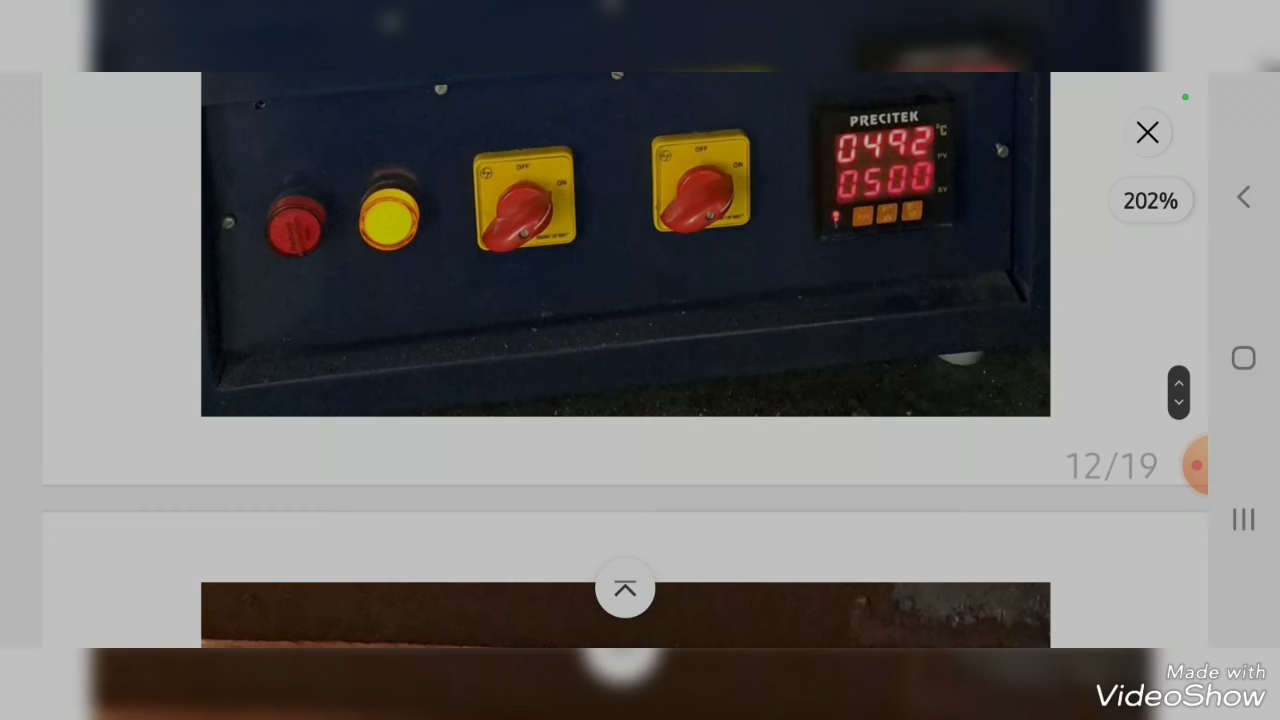 PRECITEK
0492 °C
PV
0500 SV
OFF
ON
OFF
ON
202%
12/19
Made with
VideoShow